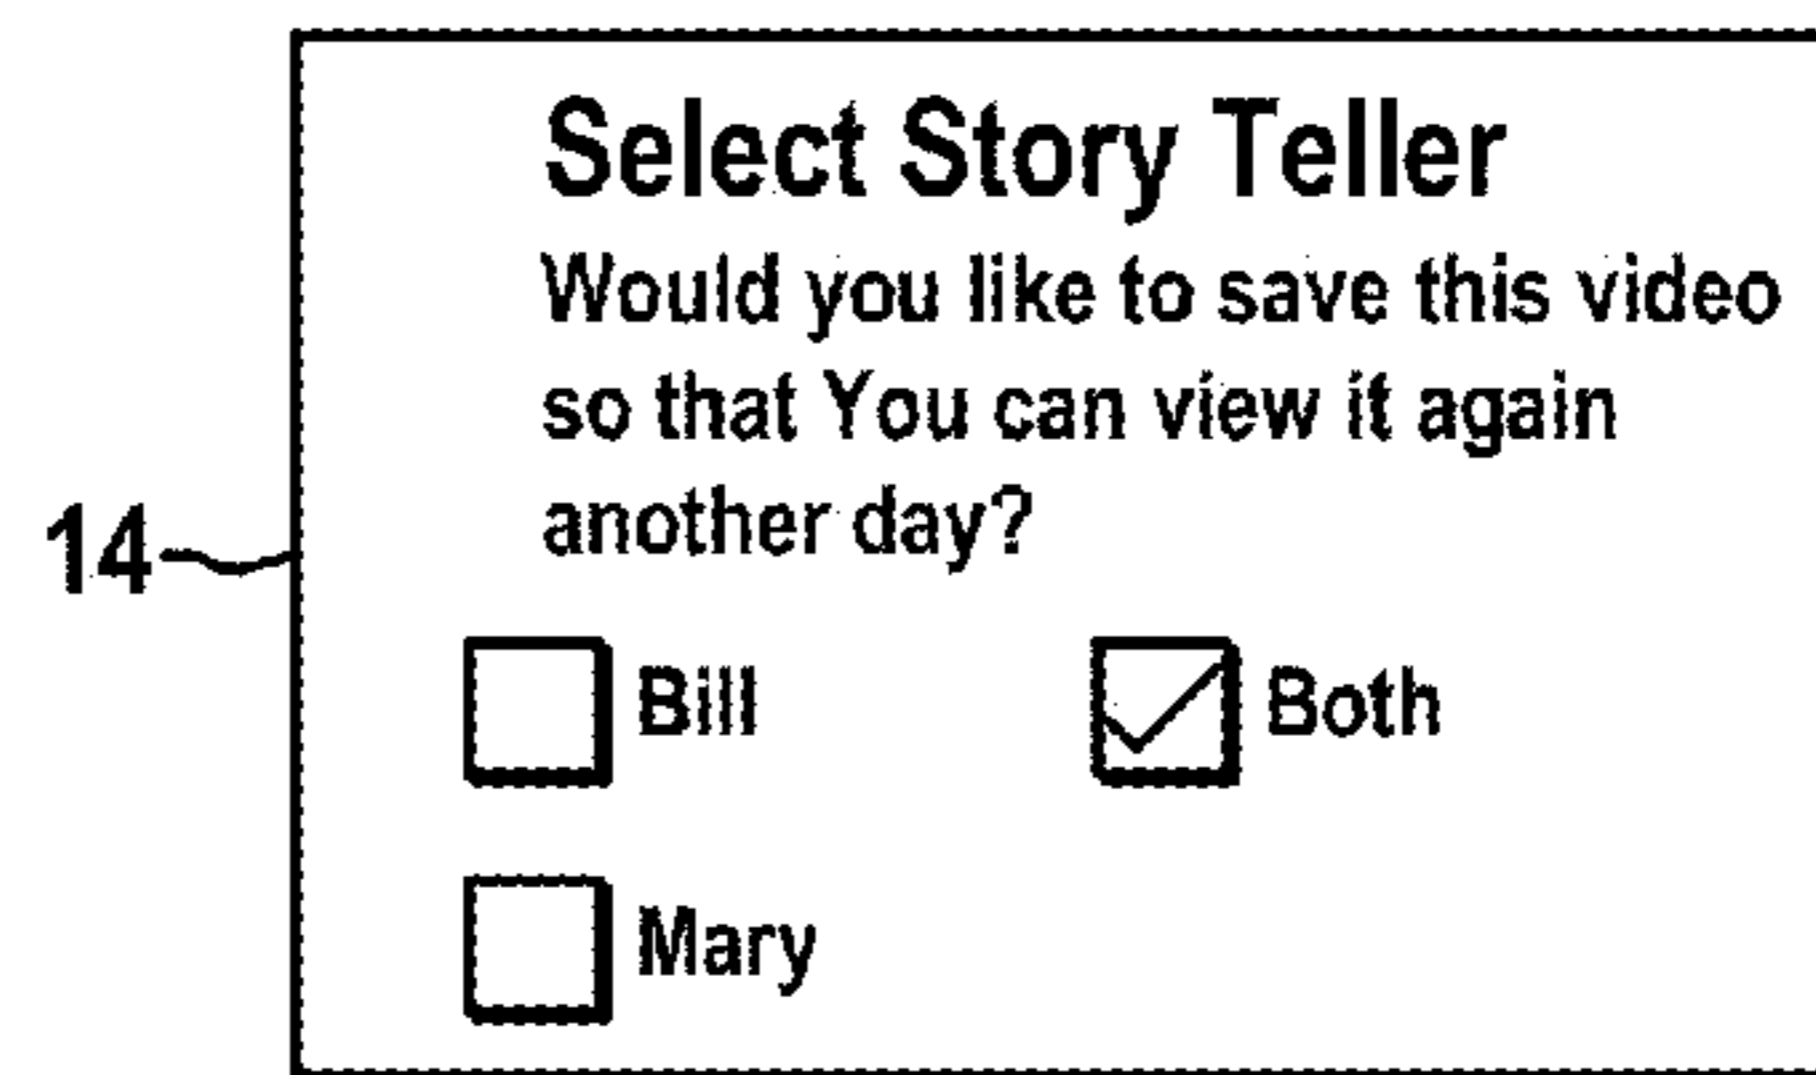 Select Story Teller
Would you like to save this video
so that You can view it again
another day?
14
Bill
Both
Mary